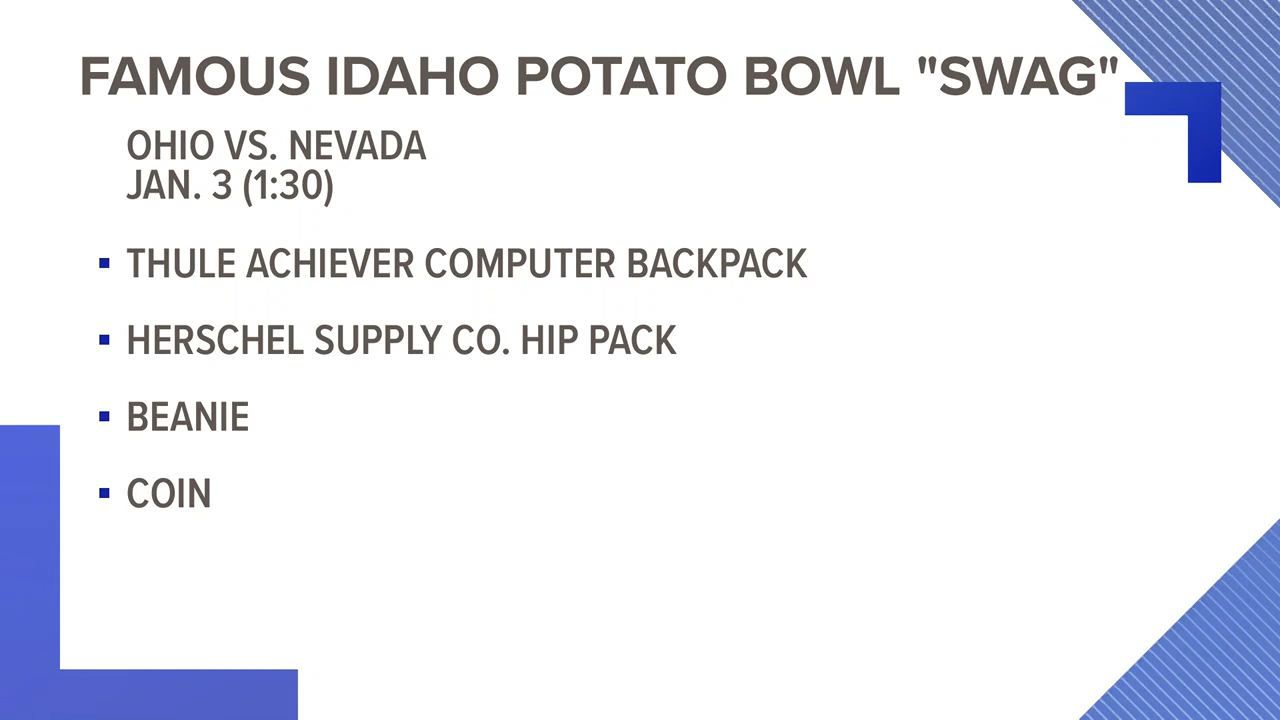 FAMOUS IDAHO POTATO BOWL "SWAG"
OHIO VS. NEVADA
JAN. 3 (1:30)
THULE ACHIEVER COMPUTER BACKPACK
HERSCHEL SUPPLY CO. HIP PACK
BEANIE
COIN